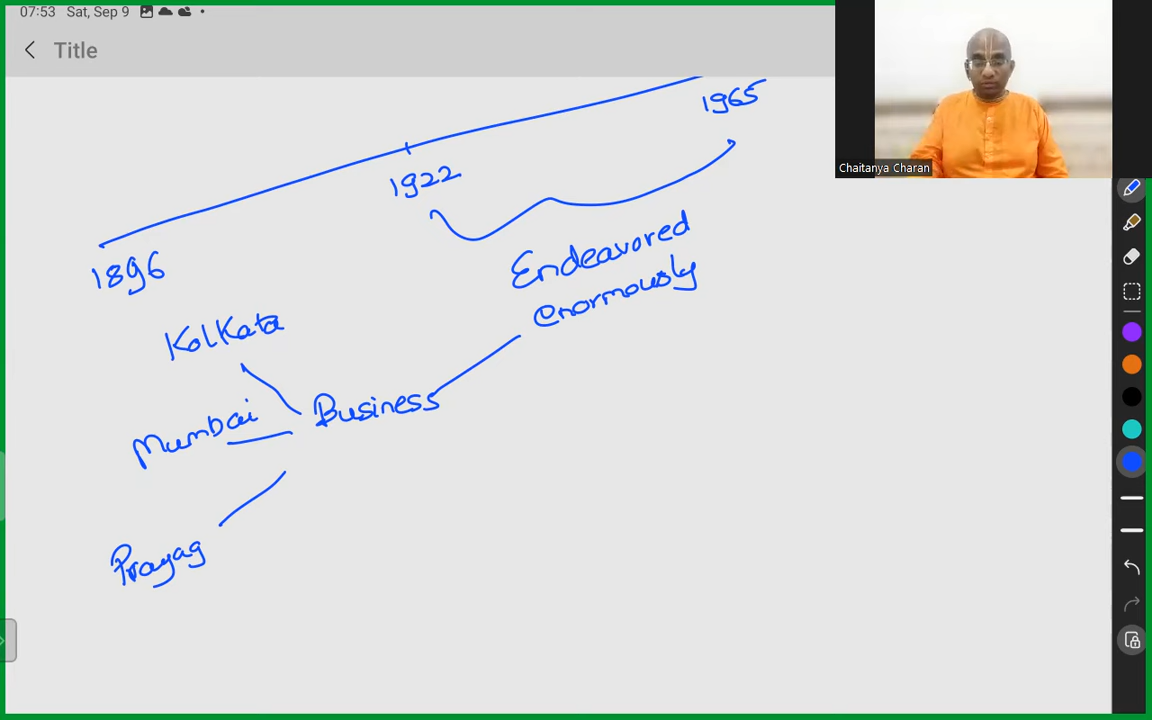 07:53 Sat, Sep 9
Title
Chaitanya Charan
1965
1922
1896
Endeavored
enormously
Kolkata
Business
Mumbai
Prayag